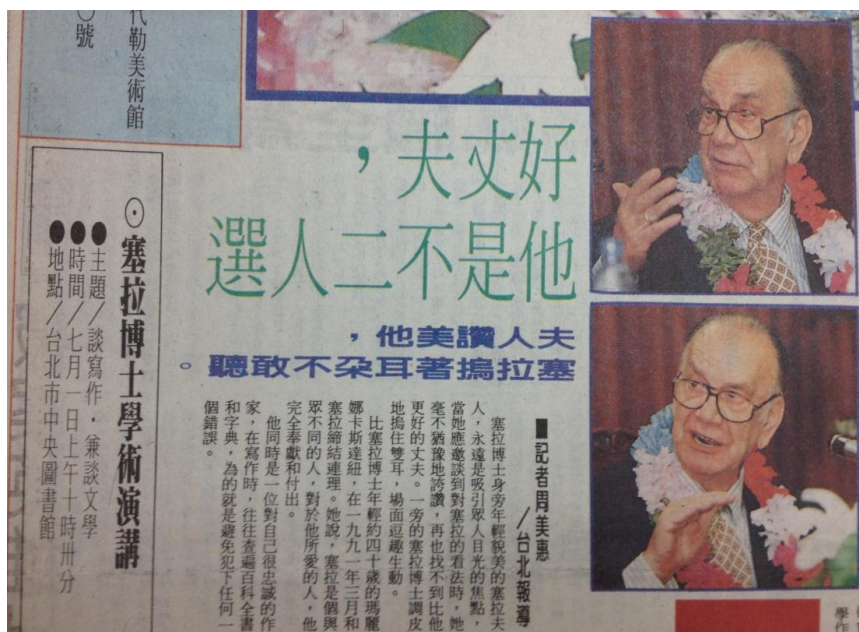 好丈夫，
他是不二人選
夫人讚美他，
塞拉摀著耳朵不敢聽。
■記者周美惠
／台北報導
塞拉博士身旁年輕貌美的塞拉夫
人，永遠是吸引眾人目光的焦點，
當她應邀談到對塞拉的看法時，她
毫不猶豫地誇讚，再也找不到比他
更好的丈夫。一旁的塞拉博士調皮
地摀住雙耳，場面逗趣生動。
比塞拉博士年輕約四十歲的瑪麗
娜卡斯達紐，在一九九一年三月和
塞拉締結連理。她說，塞拉是個與
眾不同的人，對於他所愛的人，他
完全奉獻和付出。
他同時是一位對自己很忠誠的作
家，在寫作時，往往查遍百科全書
和字典，為的就是避免犯下任何一
個錯誤。
代勒美術館
〇號
⊙塞拉博士學術演講
●主題／談寫作‧兼談文學
●時間／七月一日上午十時卅分
●地點／台北市中央圖書館
學作